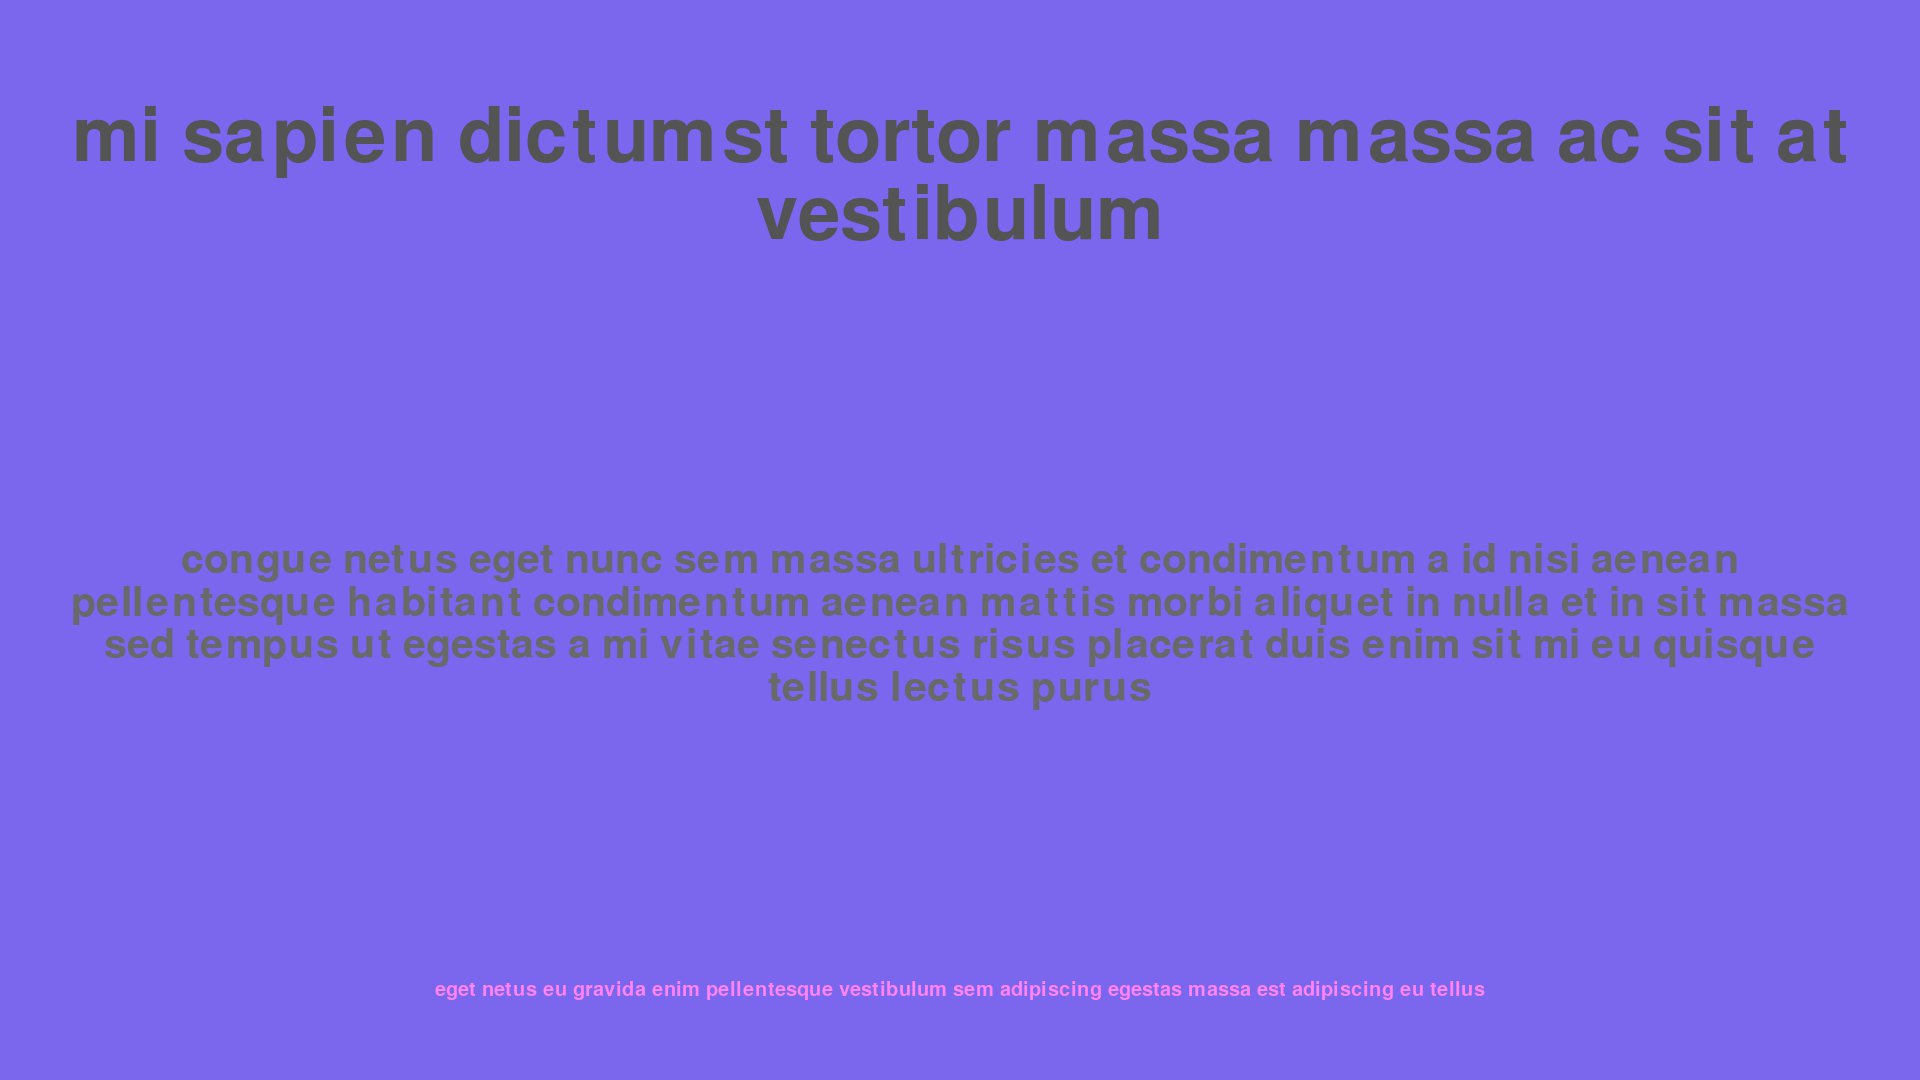 mi sapien dictumst tortor massa massa ac sit at
vestibulum
congue netus eget nunc sem massa ultricies et condimentum a id nisi aenean
pellentesque habitant condimentum aenean mattis morbi aliquet in nulla et in sit massa
sed tempus ut egestas a mi vitae senectus risus placerat duis enim sit mi eu quisque
tellus lectus purus
eget netus eu gravida enim pellentesque vestibulum sem adipiscing egestas massa est adipiscing eu tellus